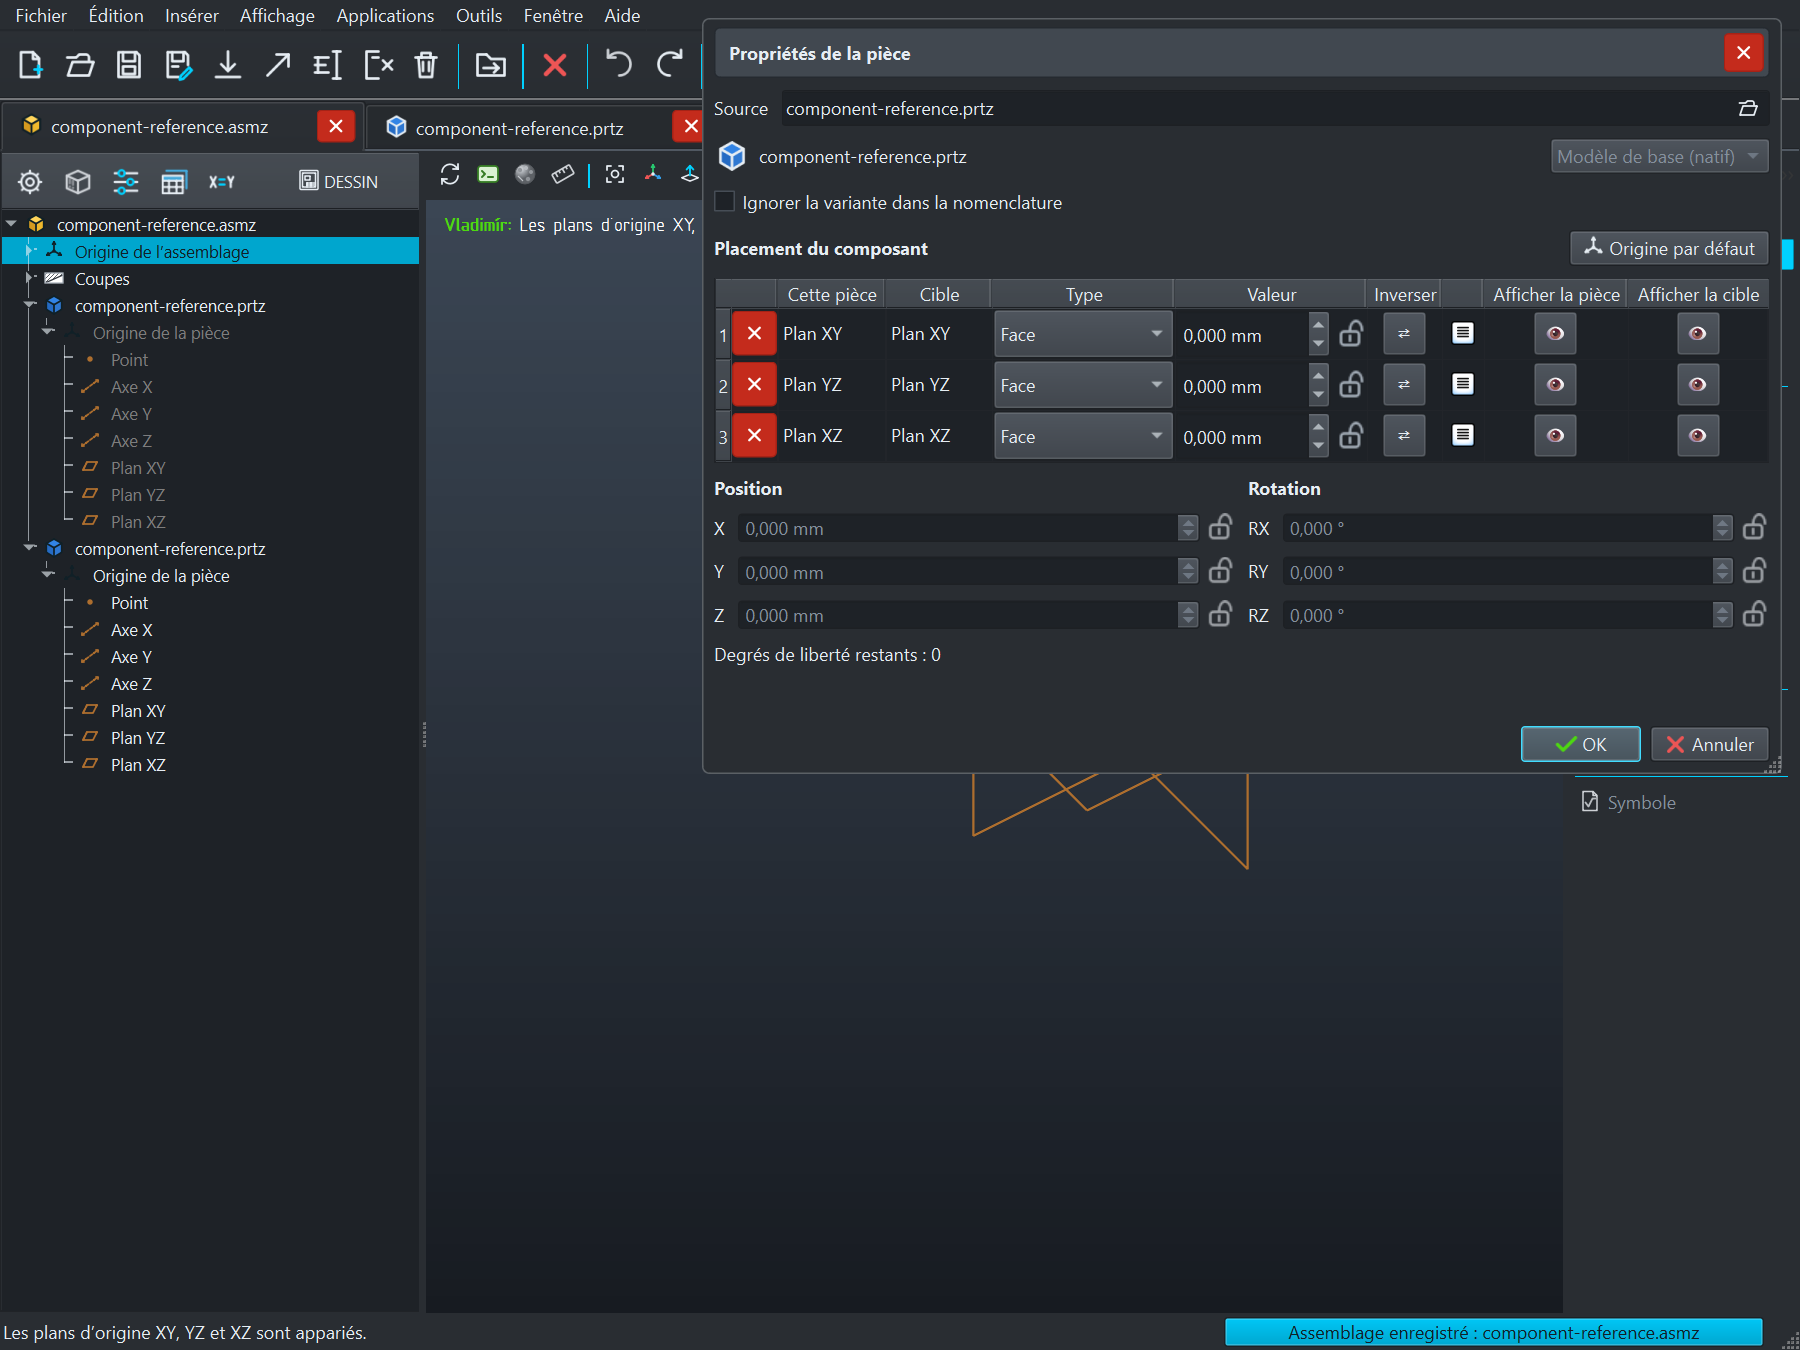 Fichier Édition Insérer Affichage Applications Outils Fenêtre Aide
component-reference.asmz
component-reference.prtz
X=Y
DESSIN
component-reference.asmz
Origine de l’assemblage
Coupes
component-reference.prtz
Origine de la pièce
Point
Axe X
Axe Y
Axe Z
Plan XY
Plan YZ
Plan XZ
component-reference.prtz
Origine de la pièce
Point
Axe X
Axe Y
Axe Z
Plan XY
Plan YZ
Plan XZ
Vladimír: Les plans d'origine XY,
Propriétés de la pièce
Source component-reference.prtz
component-reference.prtz
Modèle de base (natif)
Ignorer la variante dans la nomenclature
Placement du composant
Origine par défaut
Cette pièce Cible Type Valeur Inverser Afficher la pièce Afficher la cible
1 Plan XY Plan XY Face 0,000 mm
2 Plan YZ Plan YZ Face 0,000 mm
3 Plan XZ Plan XZ Face 0,000 mm
Position Rotation
X 0,000 mm RX 0,000 °
Y 0,000 mm RY 0,000 °
Z 0,000 mm RZ 0,000 °
Degrés de liberté restants : 0
OK Annuler
Symbole
Les plans d’origine XY, YZ et XZ sont appariés.
Assemblage enregistré : component-reference.asmz